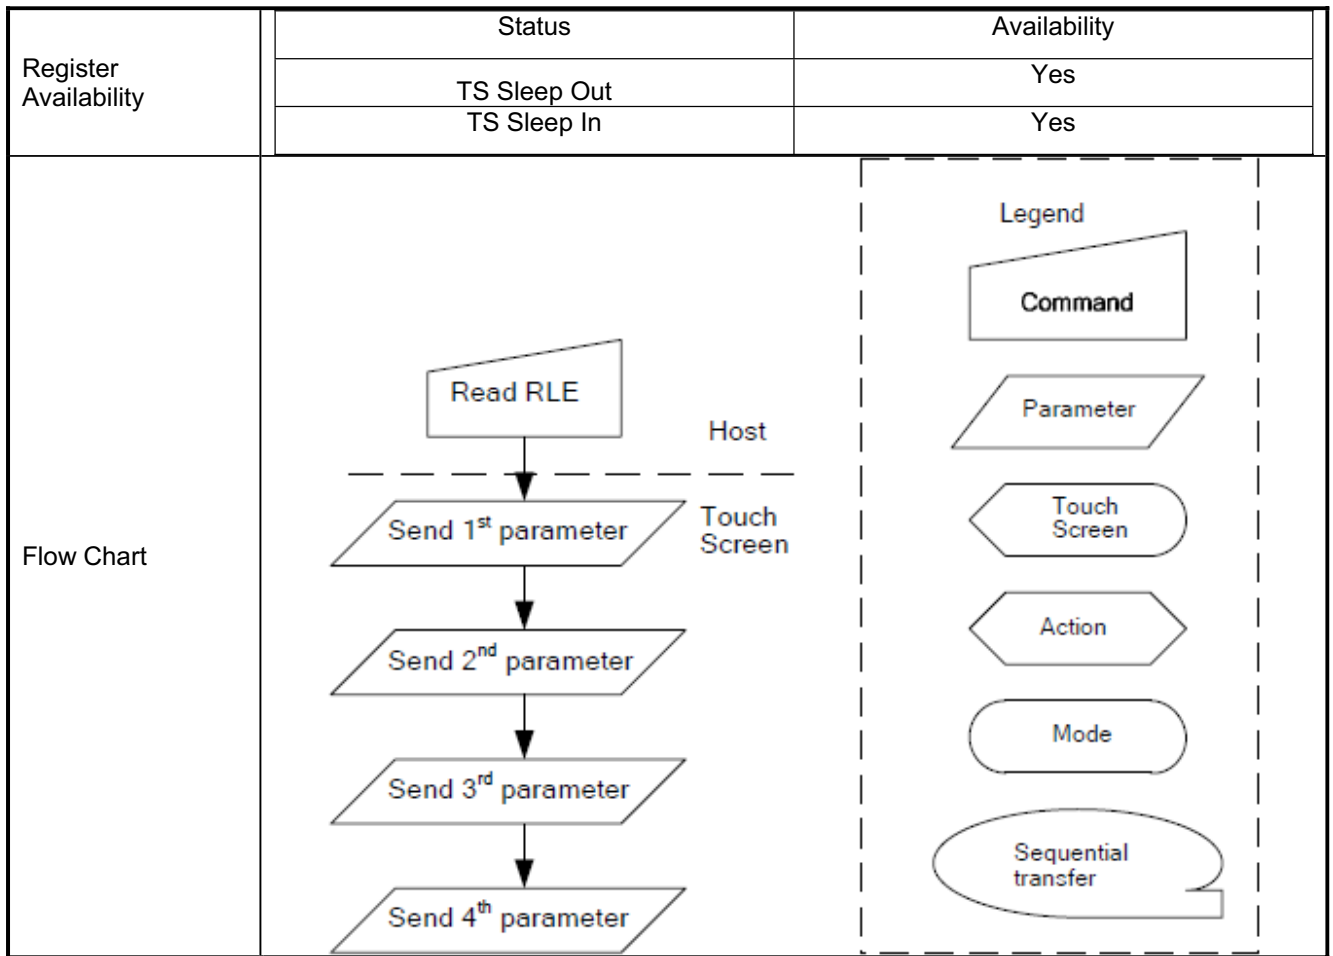 Status
Availability
Register
Availability
TS Sleep Out
Yes
TS Sleep In
Yes
Flow Chart
Read RLE
Host
Send 1st parameter
Touch
Screen
Send 2nd parameter
Send 3rd parameter
Send 4th parameter
Legend
Command
Parameter
Touch
Screen
Action
Mode
Sequential
transfer